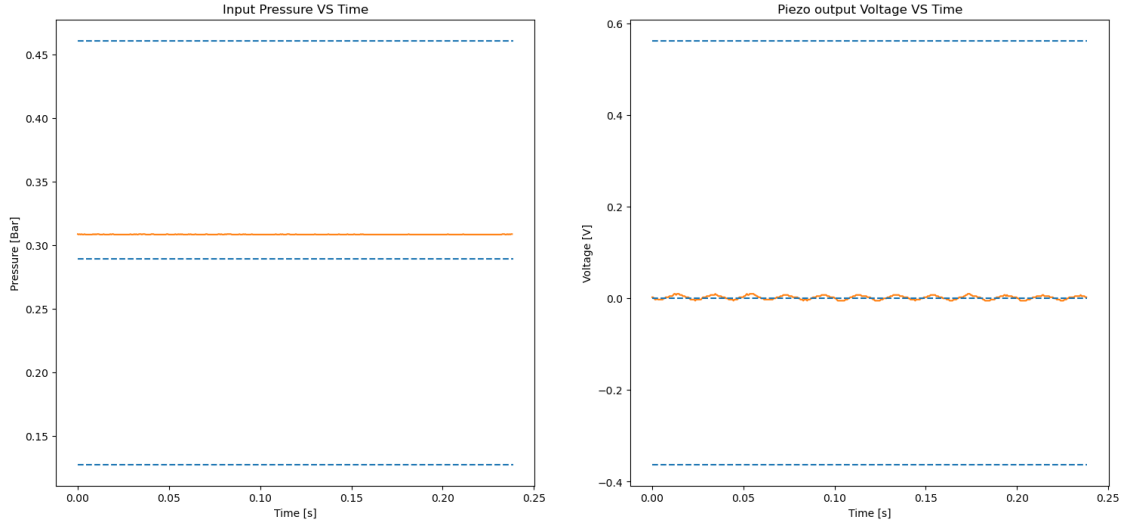 Input Pressure VS Time
Pressure [Bar]
0.45
0.40
0.35
0.30
0.25
0.20
0.15
0.00 0.05 0.10 0.15 0.20 0.25
Time [s]
Piezo output Voltage VS Time
Voltage [V]
0.6
0.4
0.2
0.0
−0.2
−0.4
0.00 0.05 0.10 0.15 0.20 0.25
Time [s]